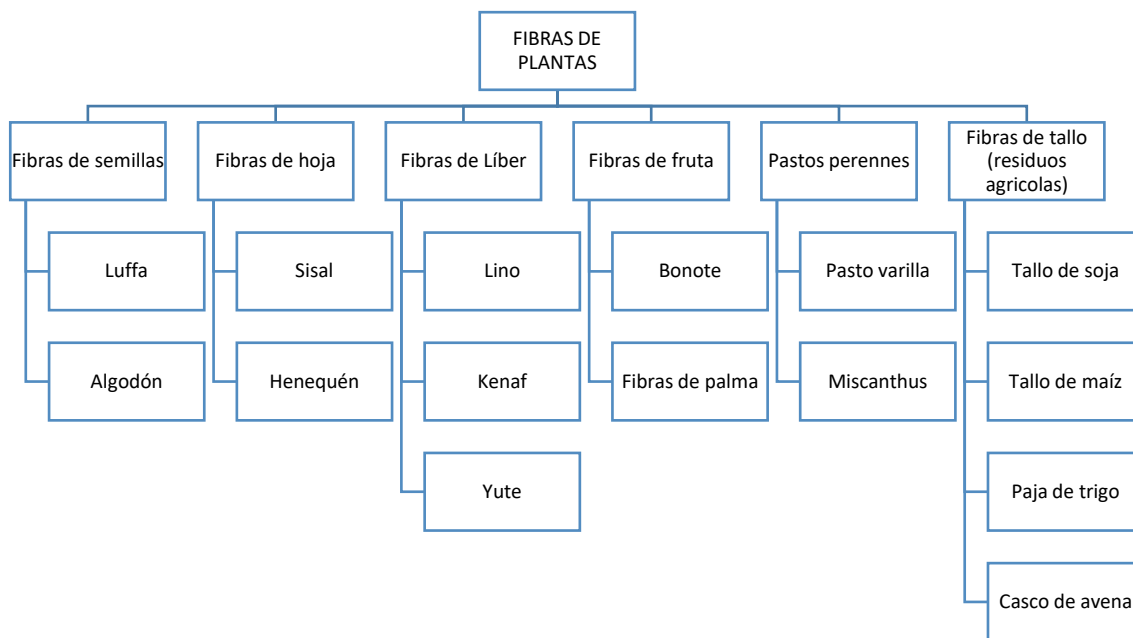 FIBRAS DE
PLANTAS
Fibras de semillas
Fibras de hoja
Fibras de Líber
Fibras de fruta
Pastos perennes
Fibras de tallo
(residuos
agricolas)
Luffa
Sisal
Lino
Bonote
Pasto varilla
Tallo de soja
Algodón
Henequén
Kenaf
Fibras de palma
Miscanthus
Tallo de maíz
Yute
Paja de trigo
Casco de avena